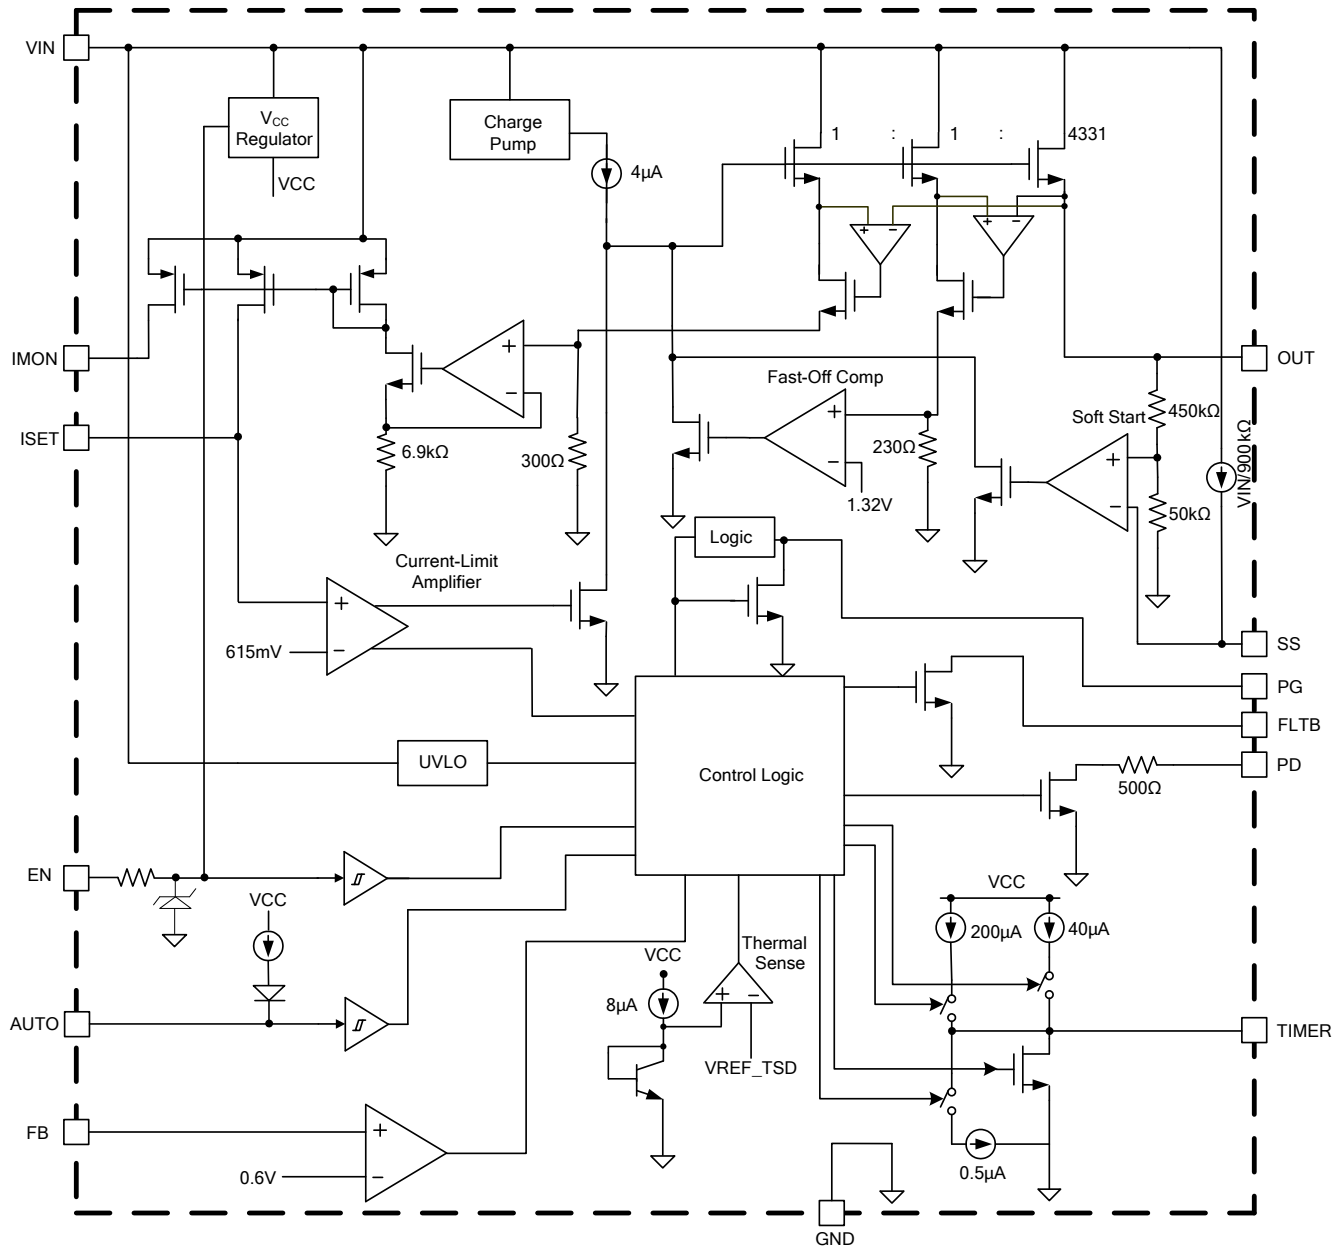 VIN
VCC
Regulator
VCC
Charge
Pump
4µA
1 : 1 : 4331
IMON
ISET
OUT
Fast-Off Comp
Soft Start
450kΩ
6.9kΩ
300Ω
230Ω
1.32V
50kΩ
VIN/900 kΩ
Logic
Current-Limit
Amplifier
615mV
SS
PG
FLTB
PD
500Ω
UVLO
Control Logic
EN
VCC
VCC
200µA
40µA
Thermal
Sense
VCC
8µA
AUTO
TIMER
VREF_TSD
FB
0.6V
0.5µA
GND
+
−
+
−
+
−
+
−
+
−
+
−
+
−
+
−
+
−